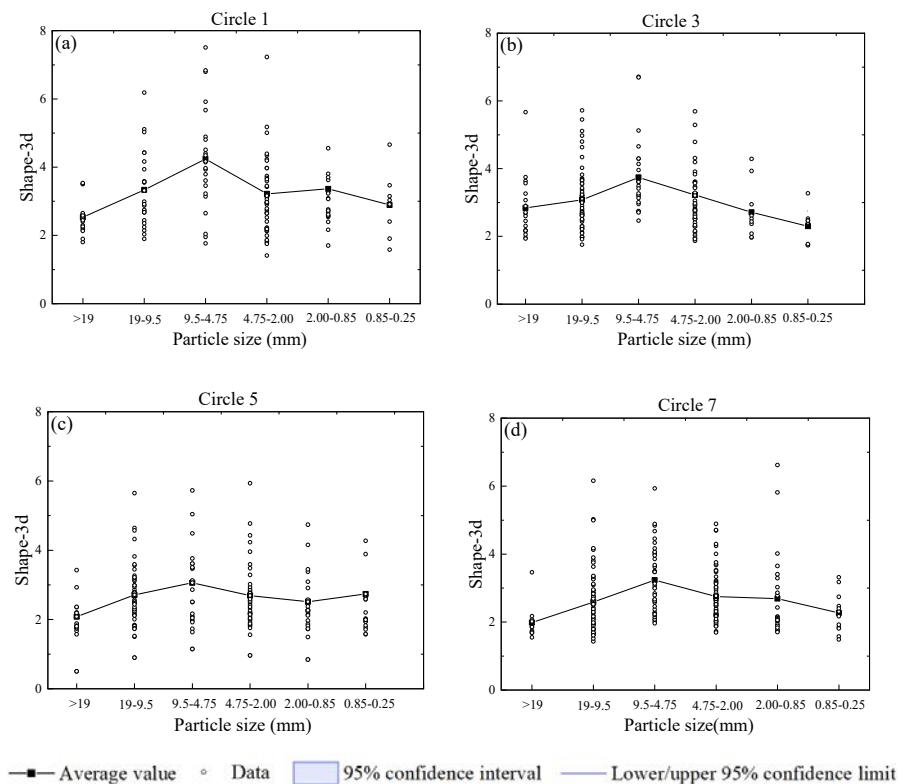 Circle 1
(a)
8
6
4
2
0
Shape-3d
>19 19-9.5 9.5-4.75 4.75-2.00 2.00-0.85 0.85-0.25
Particle size (mm)
Circle 3
(b)
8
6
4
2
0
Shape-3d
>19 19-9.5 9.5-4.75 4.75-2.00 2.00-0.85 0.85-0.25
Particle size (mm)
Circle 5
(c)
8
6
4
2
0
Shape-3d
>19 19-9.5 9.5-4.75 4.75-2.00 2.00-0.85 0.85-0.25
Particle size (mm)
Circle 7
(d)
8
6
4
2
0
Shape-3d
>19 19-9.5 9.5-4.75 4.75-2.00 2.00-0.85 0.85-0.25
Particle size(mm)
Average value Data 95% confidence interval Lower/upper 95% confidence limit